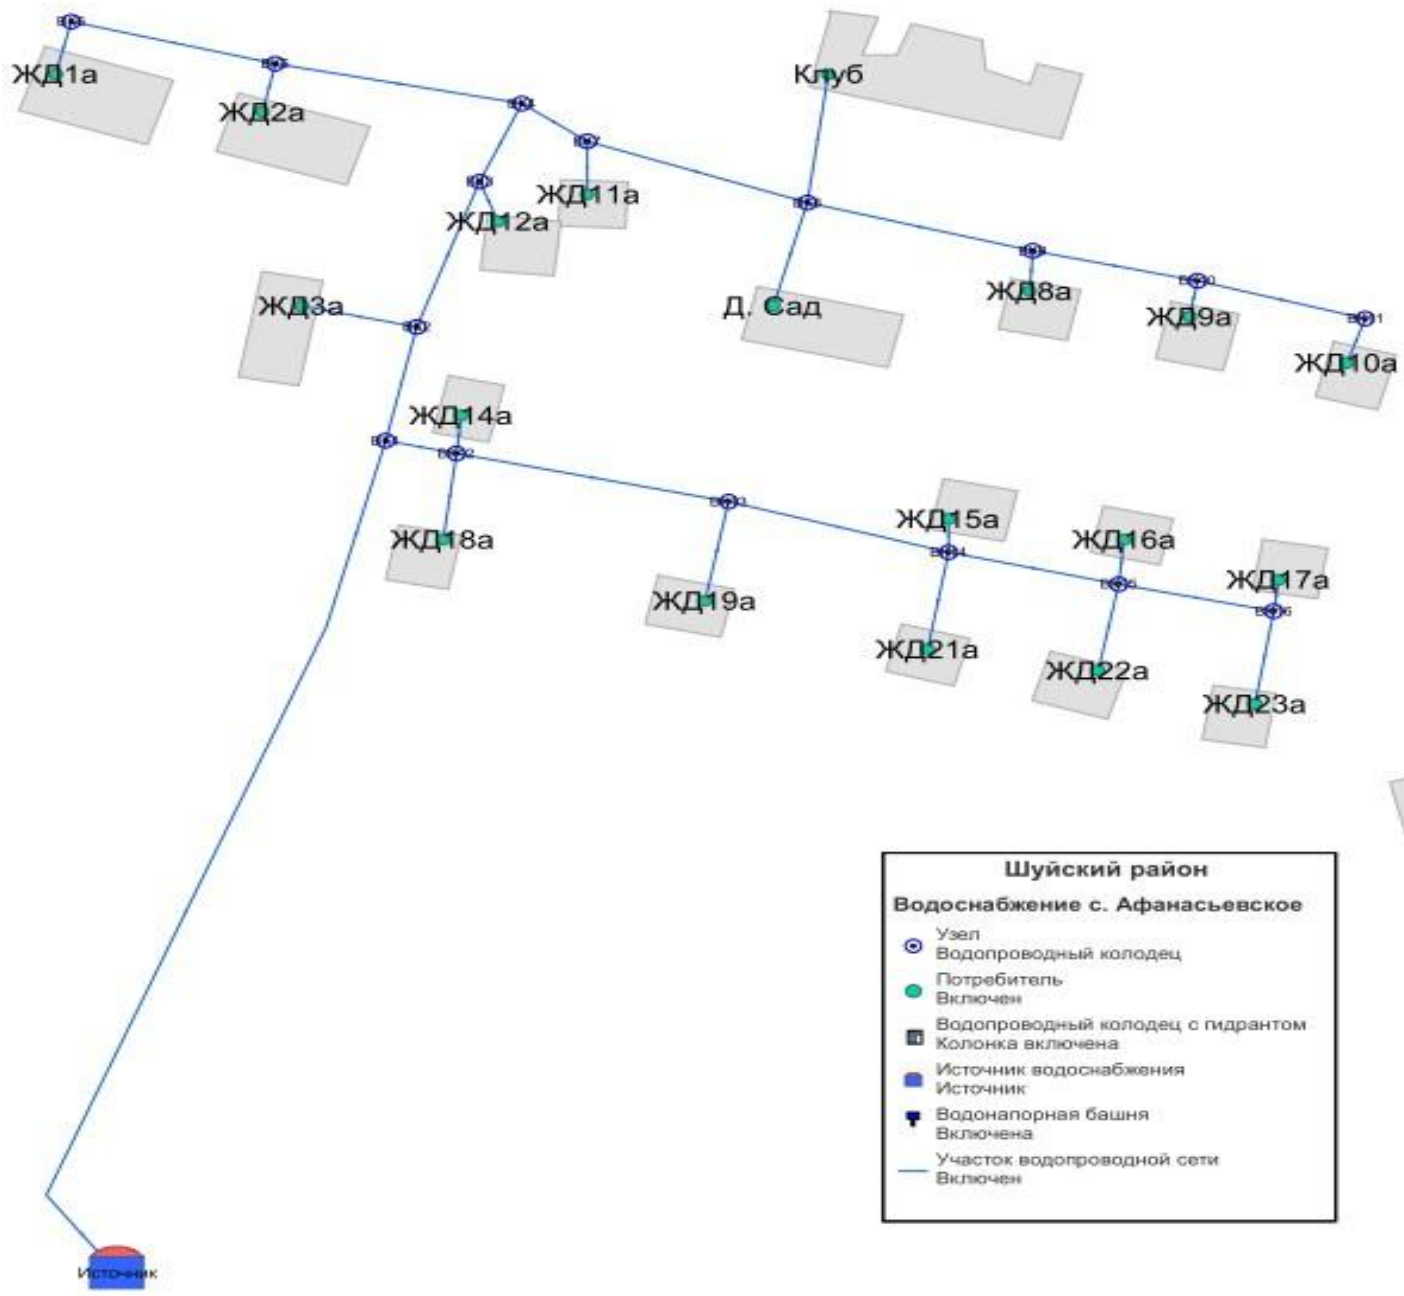 ЖД1а
ЖД2а
Клуб
ЖД11а
ЖД12а
ЖД3а
Д. Сад
ЖД8а
ЖД9а
ЖД10а
ЖД14а
ЖД18а
ЖД19а
ЖД15а
ЖД16а
ЖД17а
ЖД21а
ЖД22а
ЖД23а
Шуйский район
Водоснабжение с. Афанасьевское
Узел
Водопроводный колодец
Потребитель
Включен
Водопроводный колодец с гидрантом
Колонка включена
Источник водоснабжения
Источник
Водонапорная башня
Включена
Участок водопроводной сети
Включен
Источник